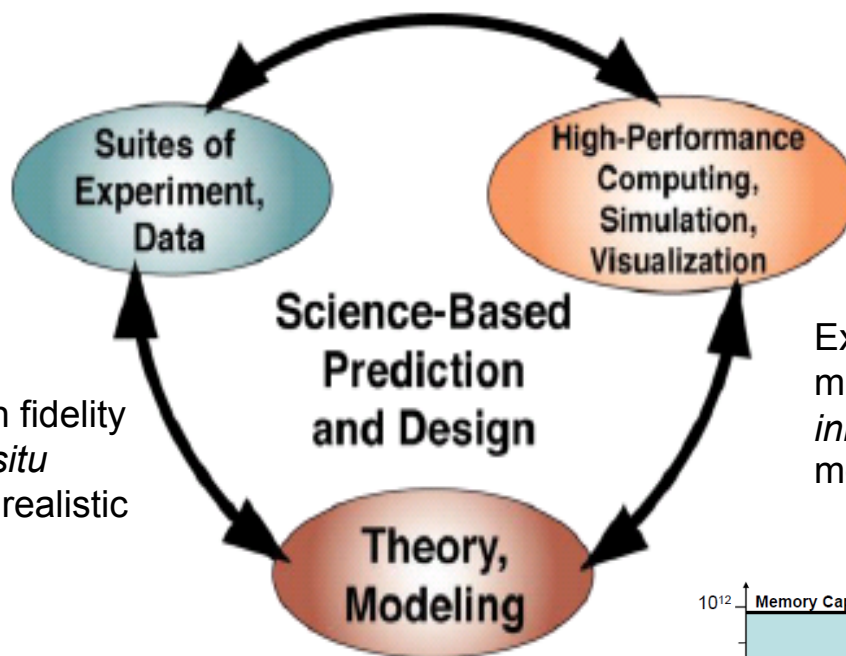 Suites of
Experiment,
Data
High-Performance
Computing,
Simulation,
Visualization
Science-Based
Prediction
and Design
fidelity
situ
realistic
Theory,
Modeling
10¹² Memory